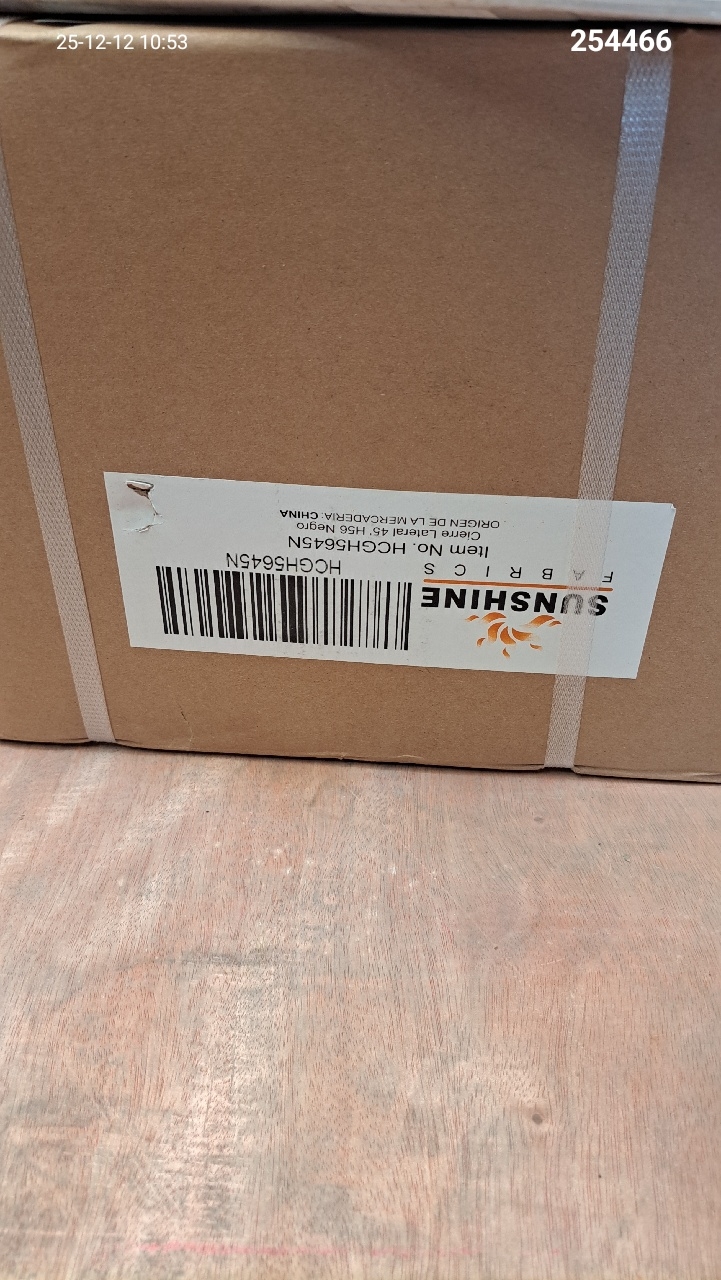 25-12-12 10:53
254466
SUNSHINE
FABRICS
HCGH5645N
Item No. HCGH5645N
Cierre Lateral 45' H56 Negro
ORIGEN DE LA MERCADERIA: CHINA